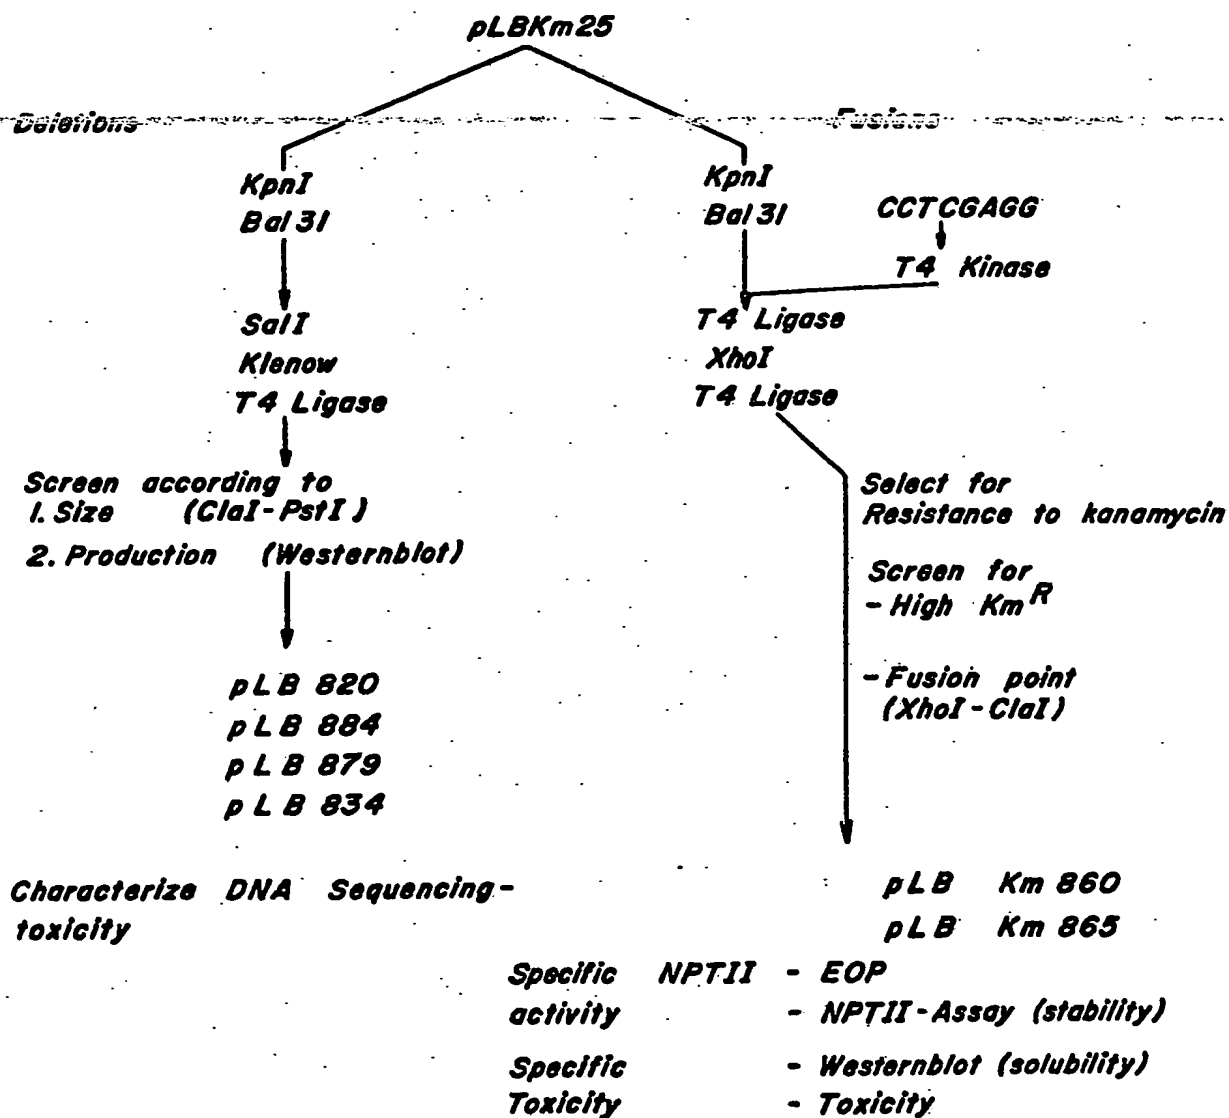 pLBKm25
Deletions
Fusions
KpnI
Bal31
SalI
Klenow
T4 Ligase
Screen according to
1. Size (ClaI-PstI)
2. Production (Westernblot)
pLB 820
pLB 884
pLB 879
pLB 834
Characterize DNA Sequencing-
toxicity
KpnI
Bal31
CCTCGAGG
T4 Kinase
T4 Ligase
XhoI
T4 Ligase
Select for
Resistance to kanamycin
Screen for
- High Km R
- Fusion point
(XhoI-ClaI)
pLB Km 860
pLB Km 865
Specific NPTII - EOP
activity - NPTII-Assay (stability)
Specific - Westernblot (solubility)
Toxicity - Toxicity